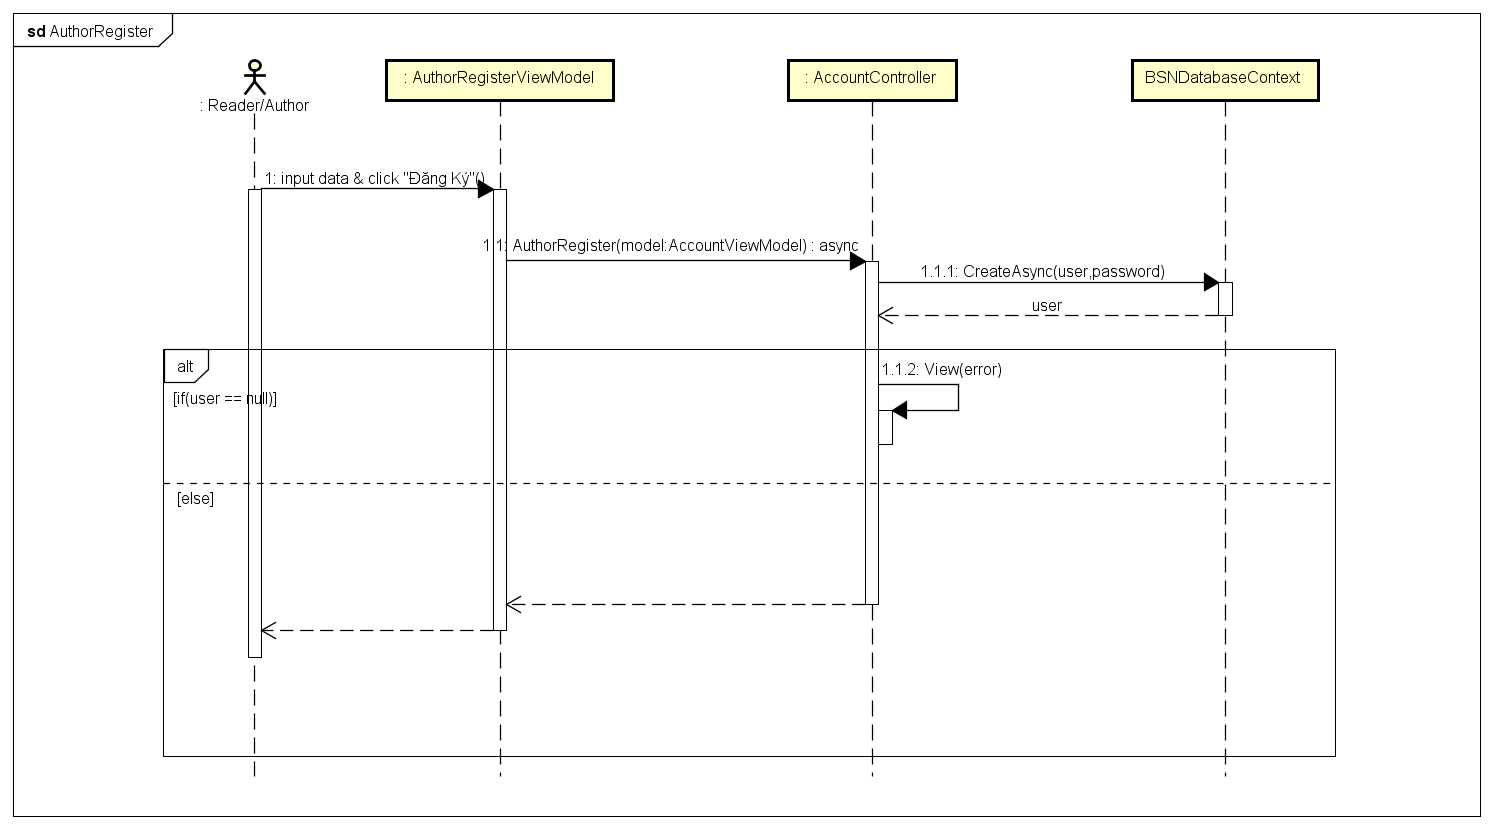 sd AuthorRegister
: Reader/Author
: AuthorRegisterViewModel
: AccountController
BSNDatabaseContext
1: input data & click "Đăng Ký"()
1.1: AuthorRegister(model:AccountViewModel) : async
1.1.1: CreateAsync(user,password)
user
alt
[if(user == null)]
1.1.2: View(error)
[else]